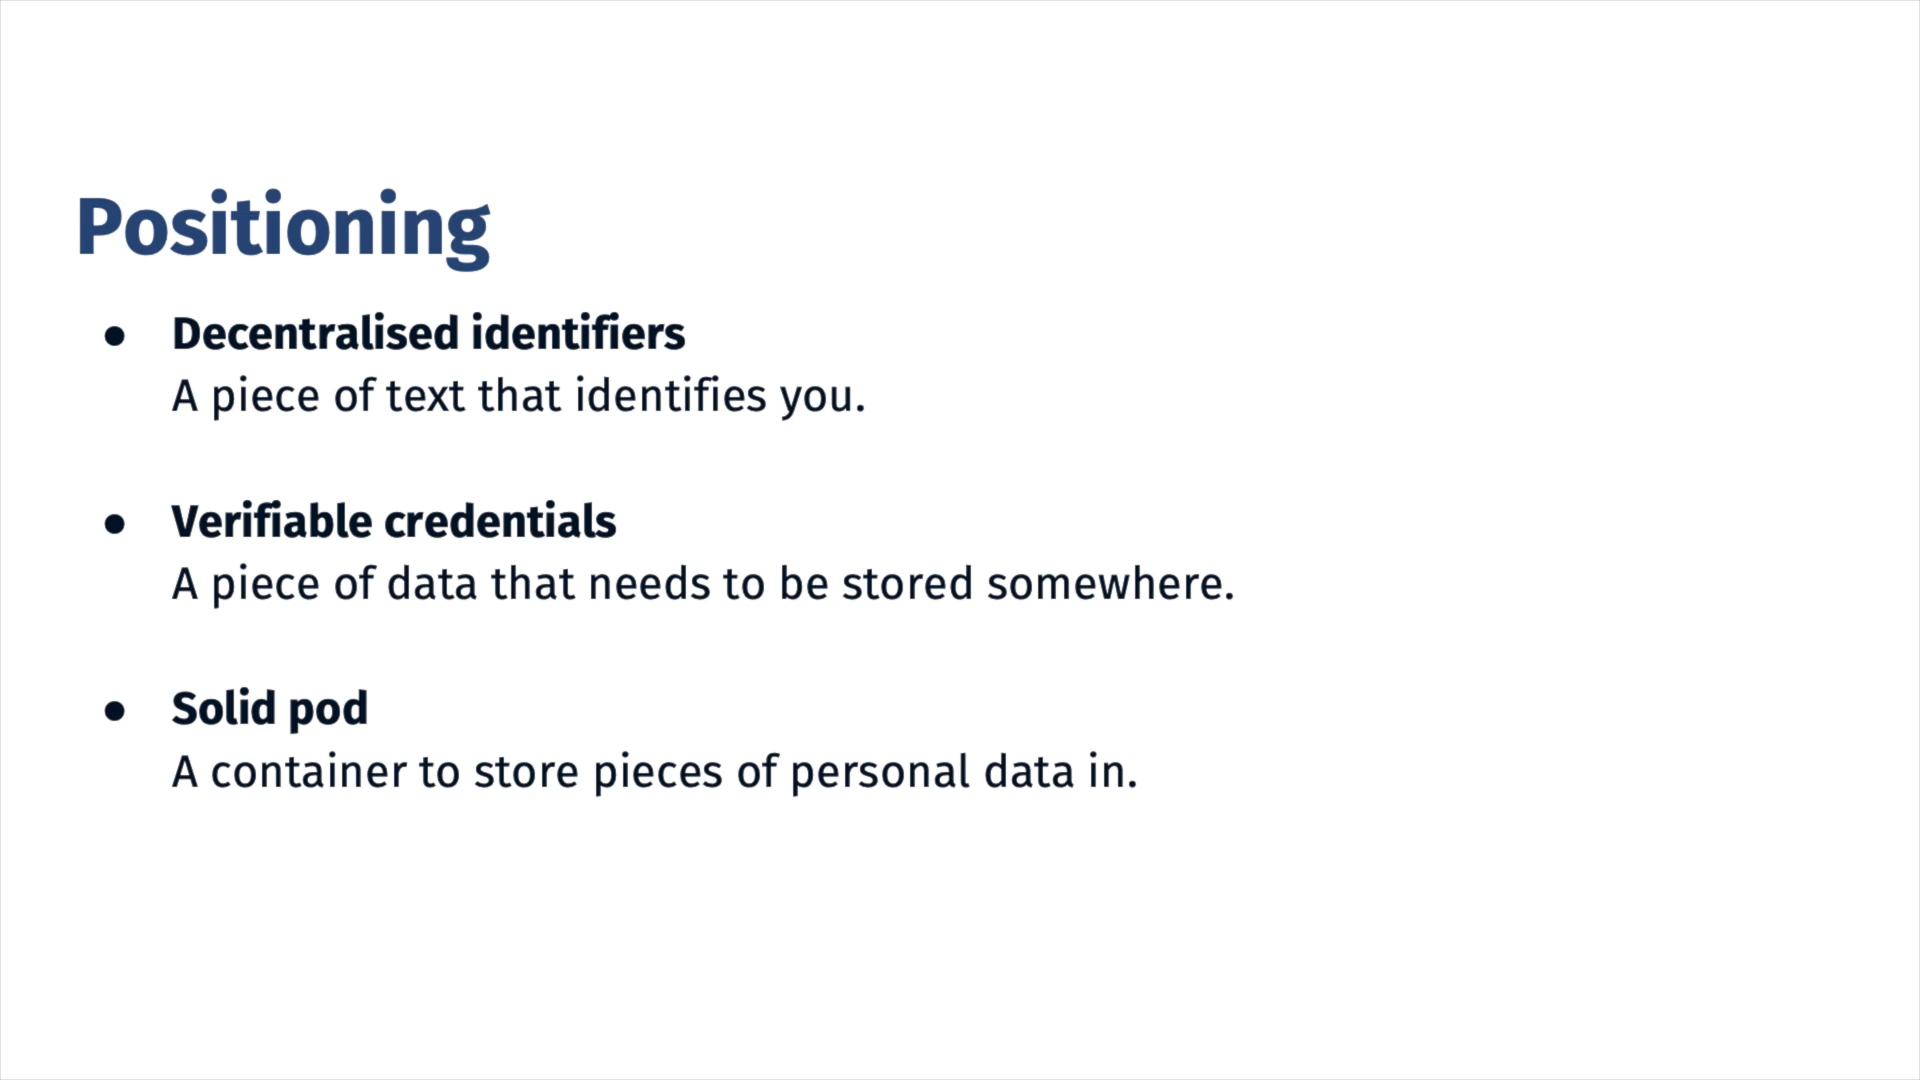 Positioning
● Decentralised identifiers
A piece of text that identifies you.
● Verifiable credentials
A piece of data that needs to be stored somewhere.
● Solid pod
A container to store pieces of personal data in.